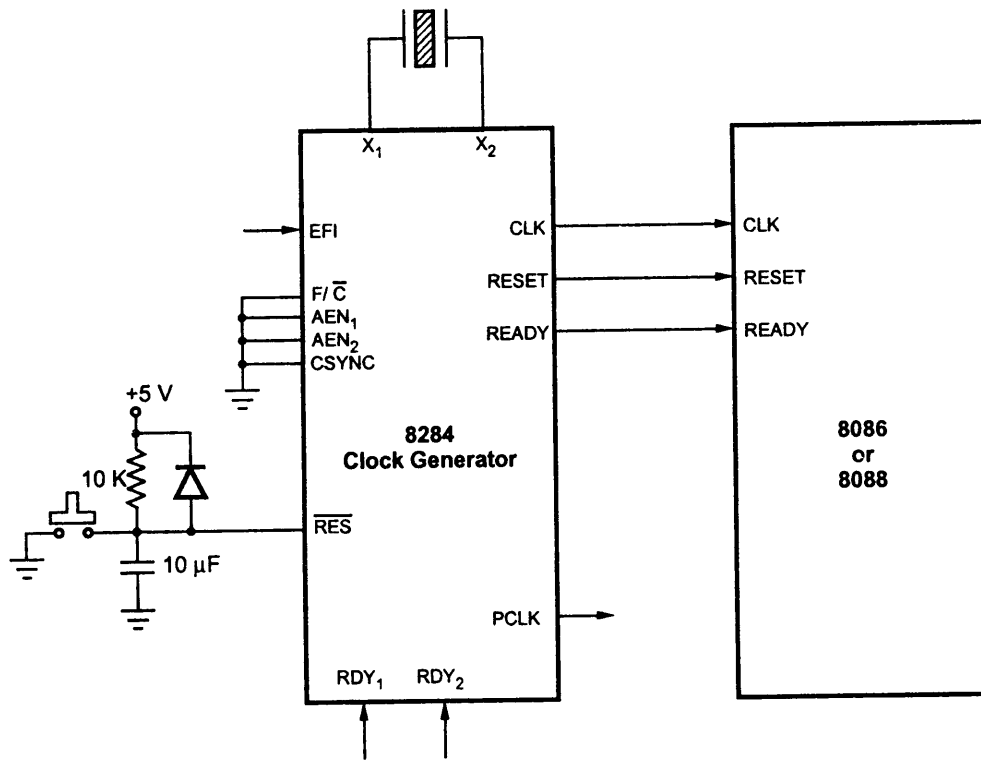 X₁
X₂
EFI
CLK
CLK
F/C̅
RESET
RESET
AEN₁
READY
READY
AEN₂
CSYNC
+5 V
8284
Clock Generator
8086
or
8088
10 K
R̅E̅S̅
10 μF
PCLK
RDY₁
RDY₂